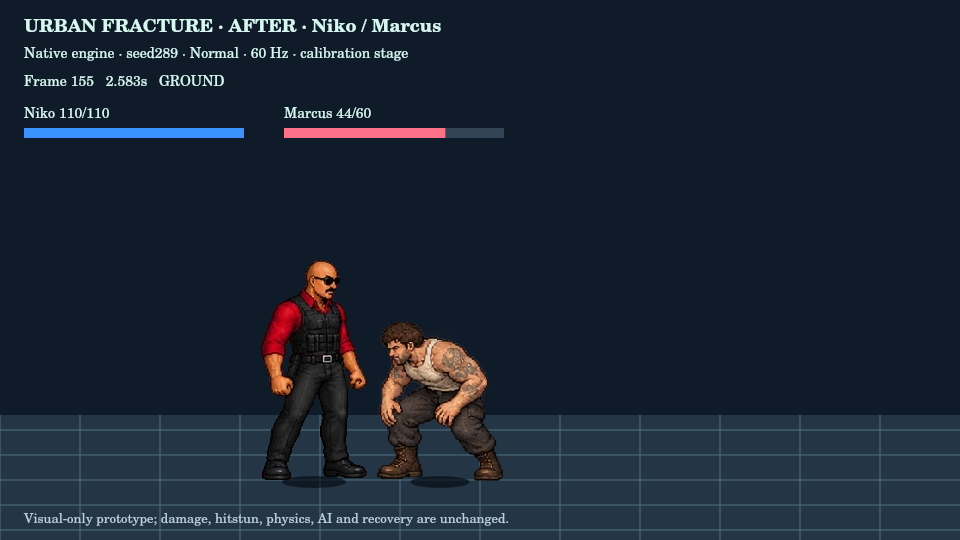 URBAN FRACTURE · AFTER · Niko / Marcus
Native engine · seed289 · Normal · 60 Hz · calibration stage
Frame 155 2.583s GROUND
Niko 110/110
Marcus 44/60
Visual-only prototype; damage, hitstun, physics, AI and recovery are unchanged.